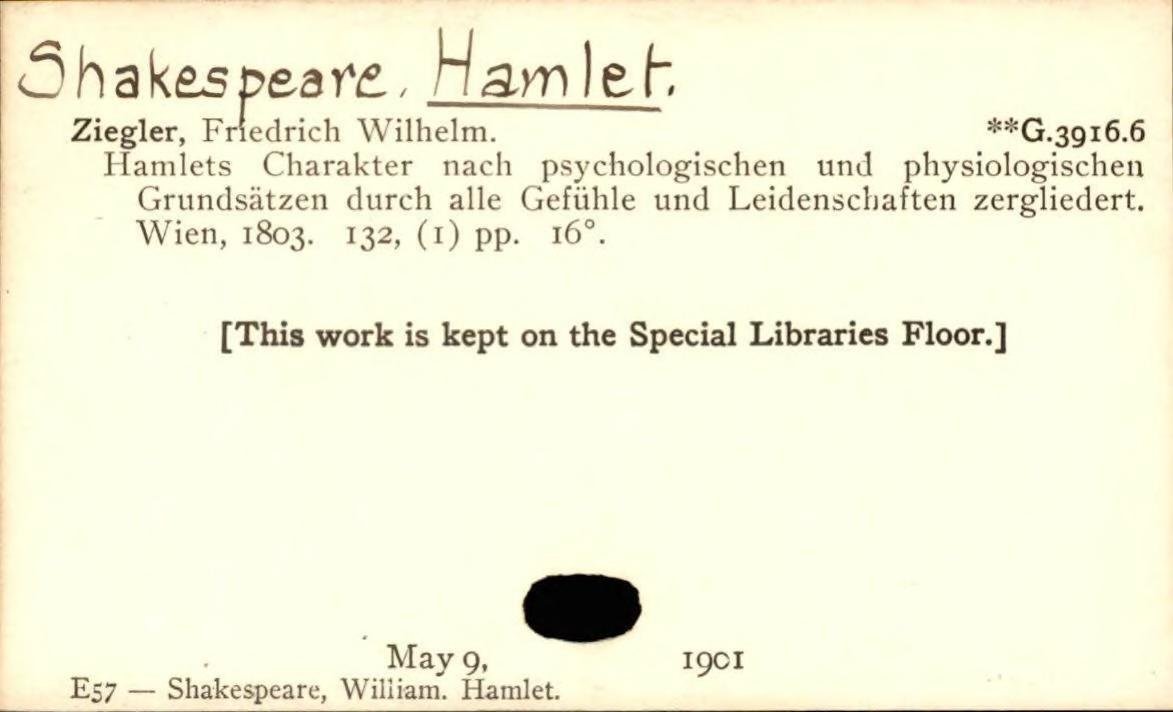 Shakespeare, Hamlet.
Ziegler, Friedrich Wilhelm. **G.3916.6
Hamlets Charakter nach psychologischen und physiologischen
Grundsätzen durch alle Gefühle und Leidenschaften zergliedert.
Wien, 1803. 132, (1) pp. 16°.
[This work is kept on the Special Libraries Floor.]
May 9, 1901
E57 — Shakespeare, William. Hamlet.